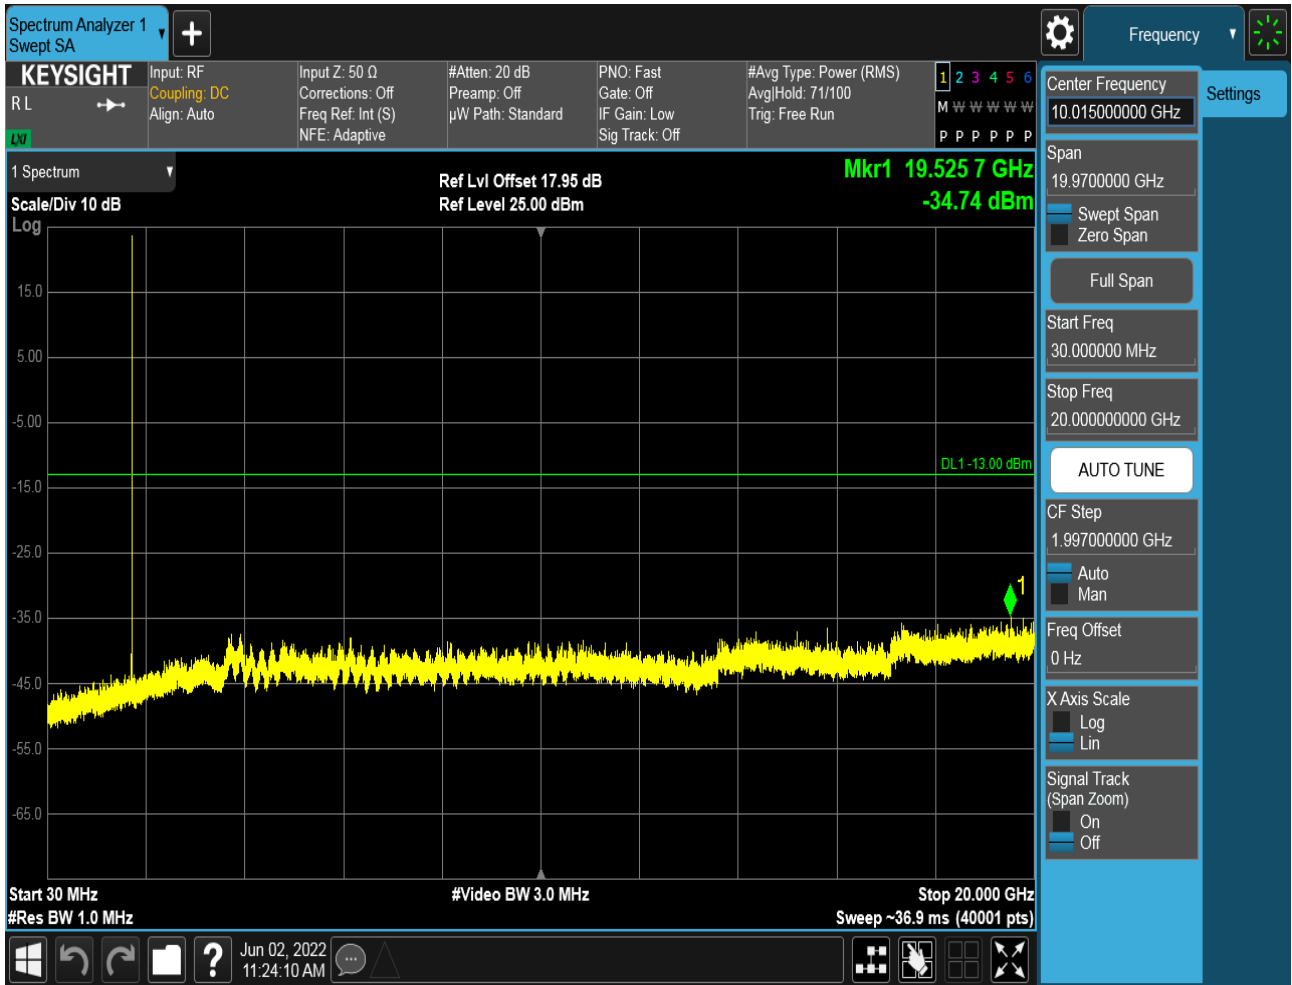 Spectrum Analyzer 1
Swept SA
Frequency
KEYSIGHT
R L
LXI
Input: RF
Coupling: DC
Align: Auto
Input Z: 50 Ω
Corrections: Off
Freq Ref: Int (S)
NFE: Adaptive
#Atten: 20 dB
Preamp: Off
µW Path: Standard
PNO: Fast
Gate: Off
IF Gain: Low
Sig Track: Off
#Avg Type: Power (RMS)
Avg|Hold: 71/100
Trig: Free Run
1 2 3 4 5 6
M W W W W W
P P P P P P
1 Spectrum
Scale/Div 10 dB
Log
Ref Lvl Offset 17.95 dB
Ref Level 25.00 dBm
Mkr1 19.525 7 GHz
-34.74 dBm
15.0
5.00
-5.00
-15.0
-25.0
-35.0
-45.0
-55.0
-65.0
DL1 -13.00 dBm
1
Start 30 MHz
#Res BW 1.0 MHz
#Video BW 3.0 MHz
Stop 20.000 GHz
Sweep ~36.9 ms (40001 pts)
Jun 02, 2022
11:24:10 AM
?
Center Frequency
10.015000000 GHz
Settings
Span
19.9700000 GHz
Swept Span
Zero Span
Full Span
Start Freq
30.000000 MHz
Stop Freq
20.000000000 GHz
AUTO TUNE
CF Step
1.997000000 GHz
Auto
Man
Freq Offset
0 Hz
X Axis Scale
Log
Lin
Signal Track
(Span Zoom)
On
Off